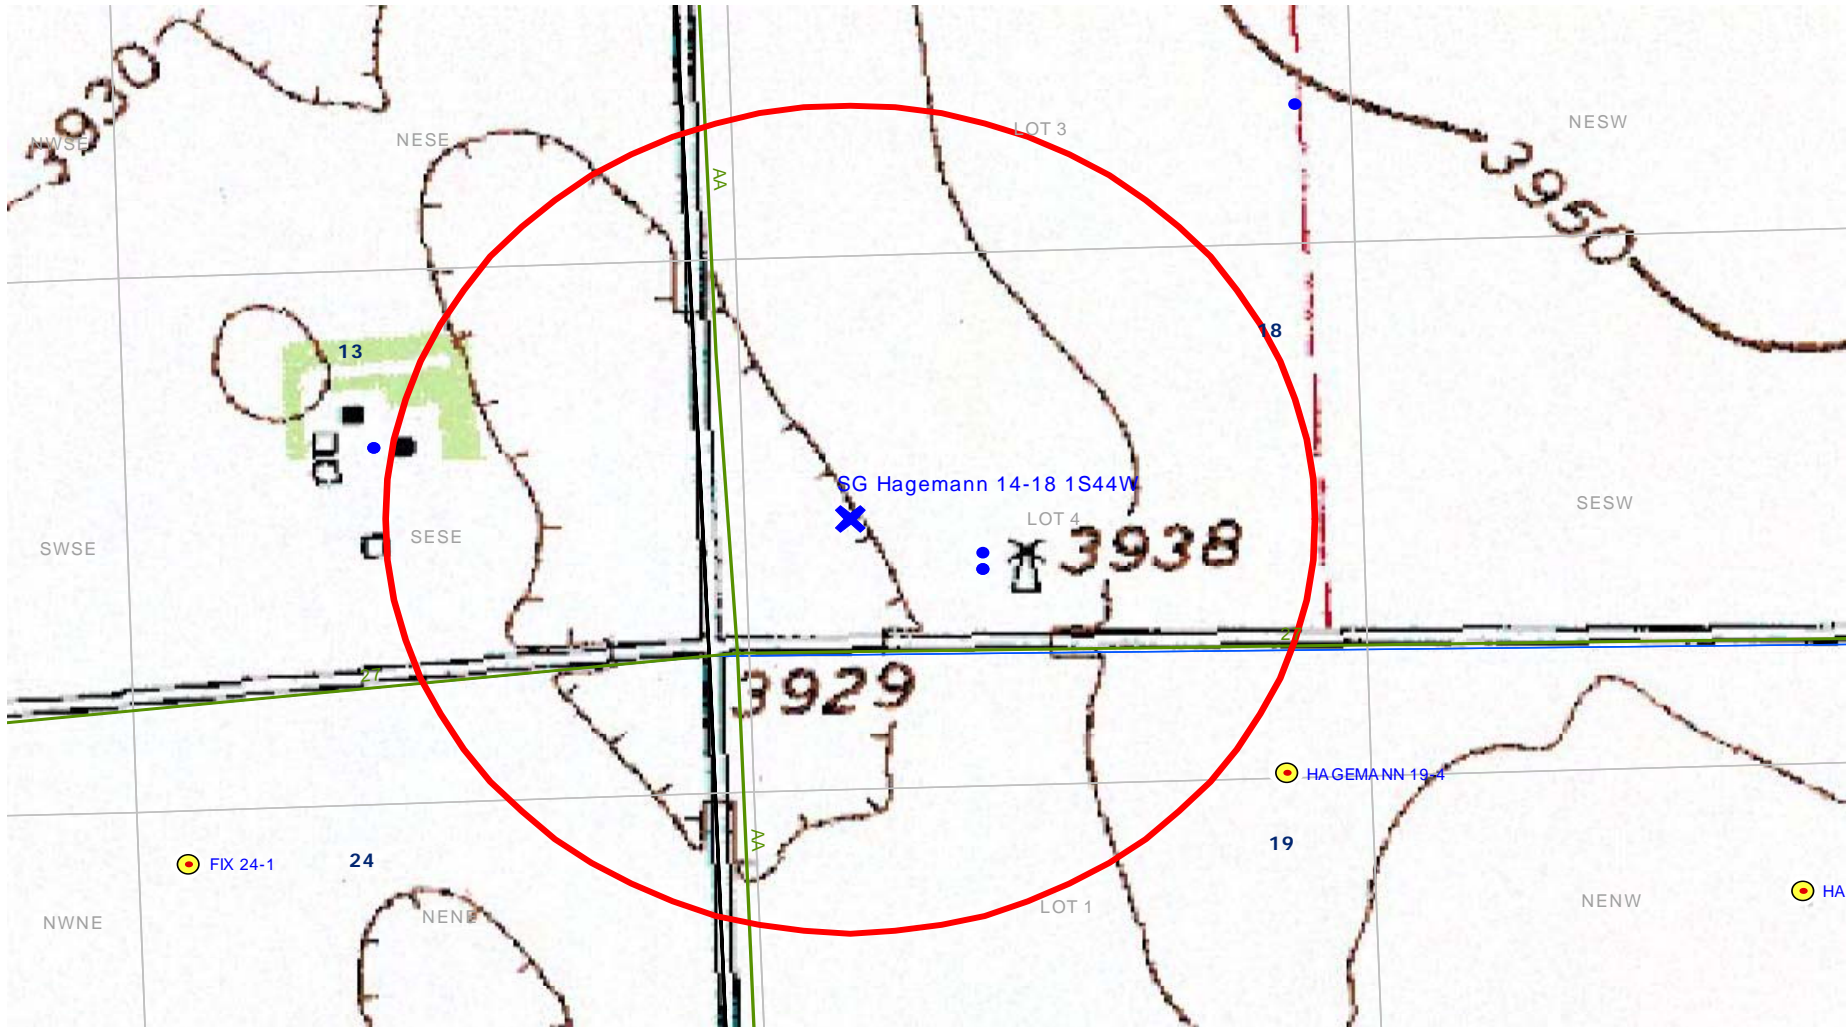 3930
NWSE
NESE
LOT 3
NESW
AA
3950
13
18
SG Hagemann 14-18 1S44W
LOT 4
3938
SWSE
SESE
SESW
27
27
3929
HAGEMANN 19-4
AA
FIX 24-1
24
19
HA
NWNE
NENE
LOT 1
NENW